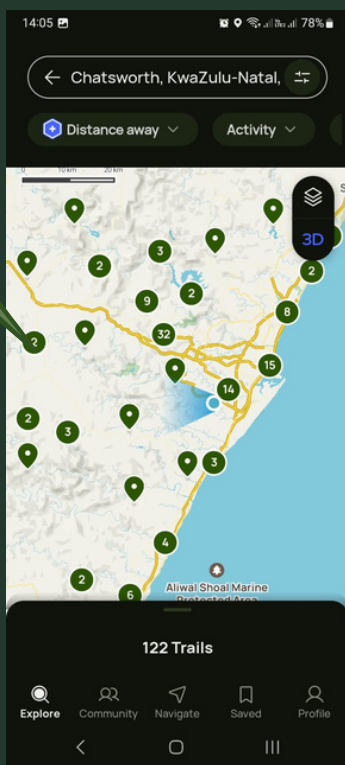 14:05
78%
Chatsworth, KwaZulu-Natal,
Distance away
Activity
10 km 20 km
3D
2
3
2
9
2
8
32
2
15
14
2
3
3
4
2
6
Aliwal Shoal Marine
Protected Area
122 Trails
Explore Community Navigate Saved Profile